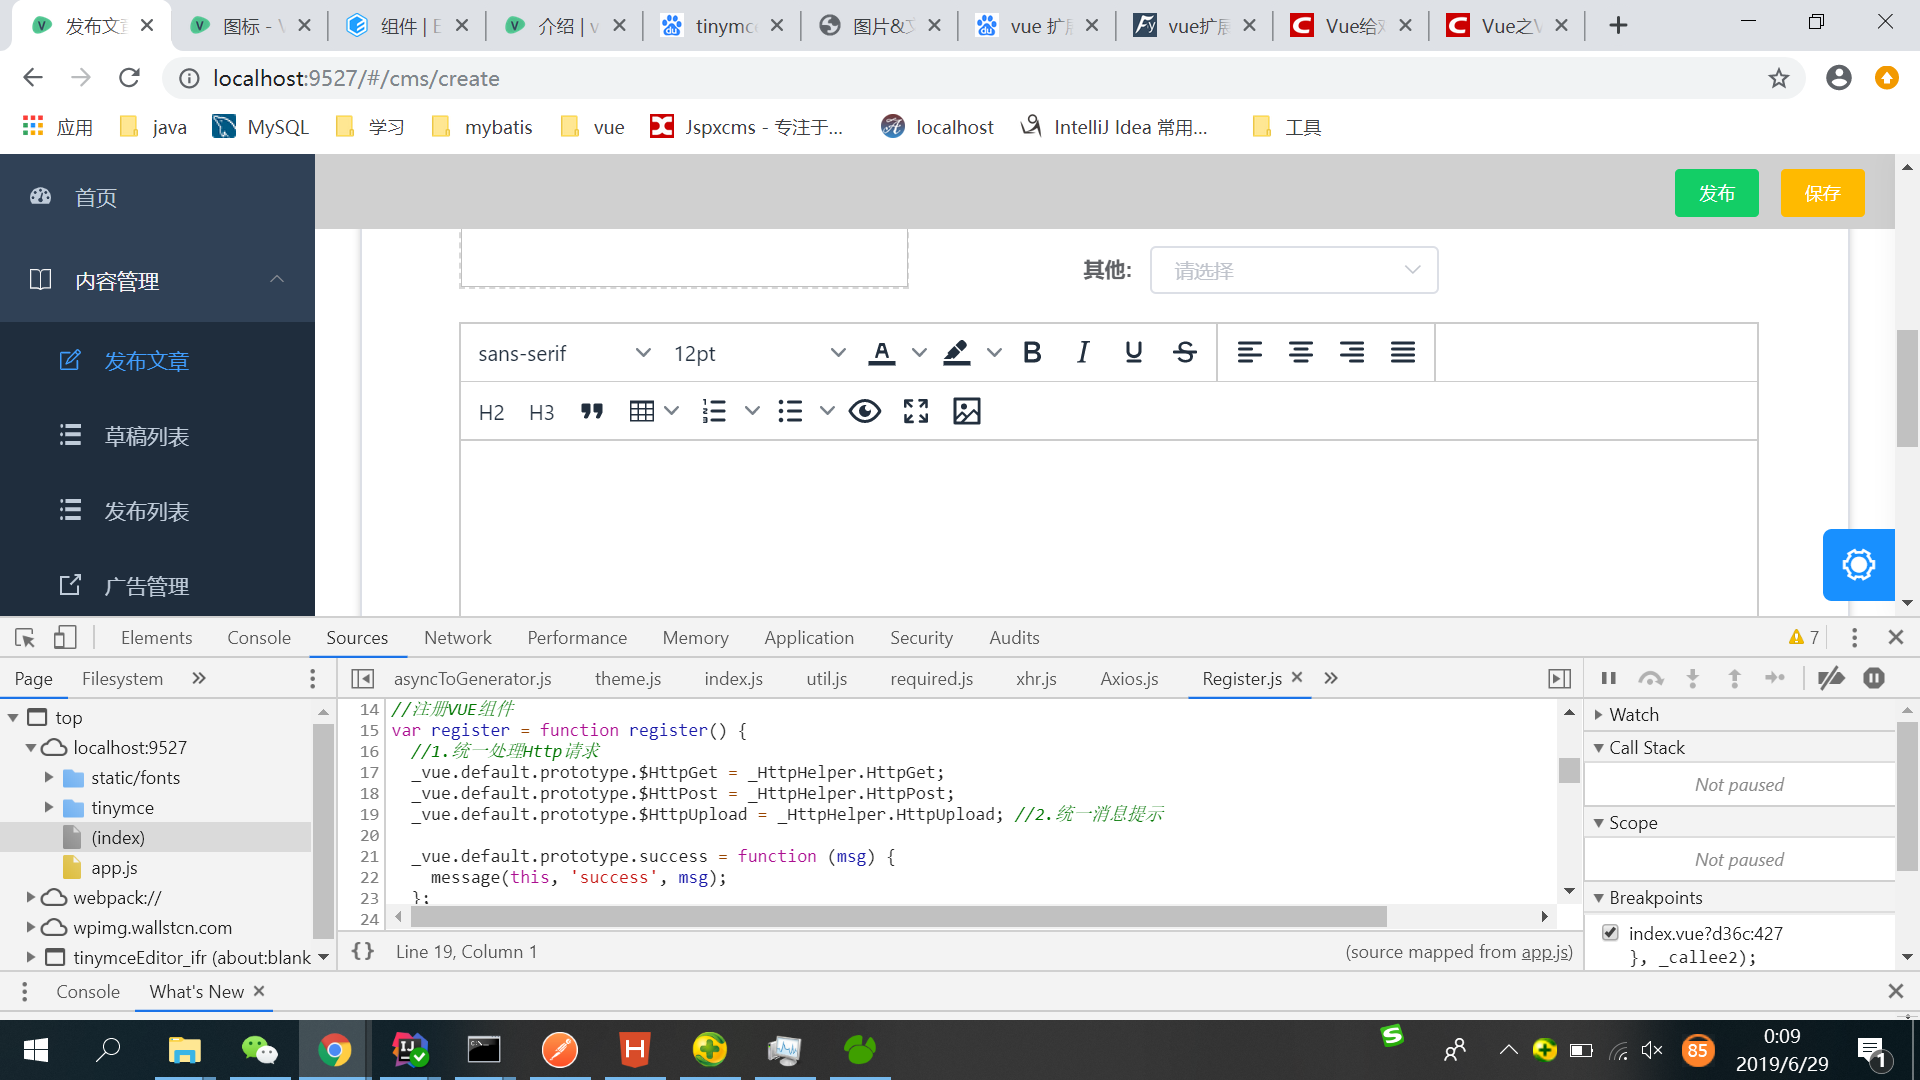 发布文章
图标 - V
组件 | E
介绍 | v
tinymce
图片&文
vue 扩展
vue扩展
Vue给对
Vue之V
localhost:9527/#/cms/create
应用
java
MySQL
学习
mybatis
vue
Jspxcms - 专注于...
localhost
IntelliJ Idea 常用...
工具
首页
内容管理
发布文章
草稿列表
发布列表
广告管理
发布
保存
其他:
请选择
sans-serif
12pt
H2
H3
Elements
Console
Sources
Network
Performance
Memory
Application
Security
Audits
7
Page
Filesystem
asyncToGenerator.js
theme.js
index.js
util.js
required.js
xhr.js
Axios.js
Register.js
top
localhost:9527
static/fonts
tinymce
(index)
app.js
webpack://
wpimg.wallstcn.com
tinymceEditor_ifr (about:blank
14 //注册VUE组件
15 var register = function register() {
16 //1.统一处理Http请求
17 _vue.default.prototype.$HttpGet = _HttpHelper.HttpGet;
18 _vue.default.prototype.$HttPost = _HttpHelper.HttpPost;
19 _vue.default.prototype.$HttpUpload = _HttpHelper.HttpUpload; //2.统一消息提示
20
21 _vue.default.prototype.success = function (msg) {
22 message(this, 'success', msg);
23 };
24
{} Line 19, Column 1
(source mapped from app.js)
Watch
Call Stack
Not paused
Scope
Not paused
Breakpoints
index.vue?d36c:427
}, _callee2);
Console
What's New
85
0:09
2019/6/29
1